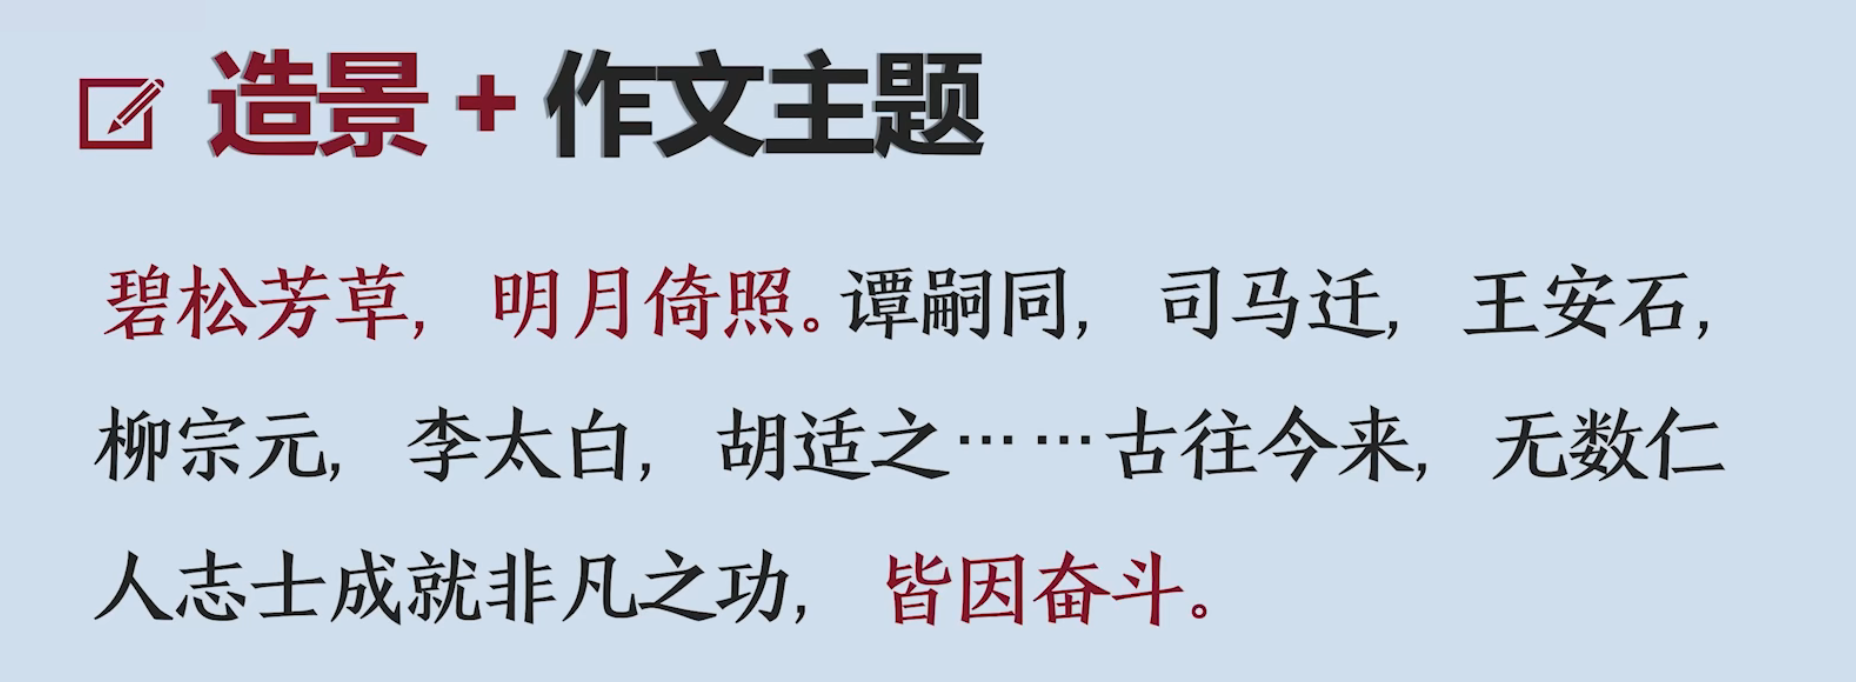 造景+作文主题
碧松芳草，明月倚照。谭嗣同，司马迁，王安石，
柳宗元，李太白，胡适之……古往今来，无数仁
人志士成就非凡之功，皆因奋斗。